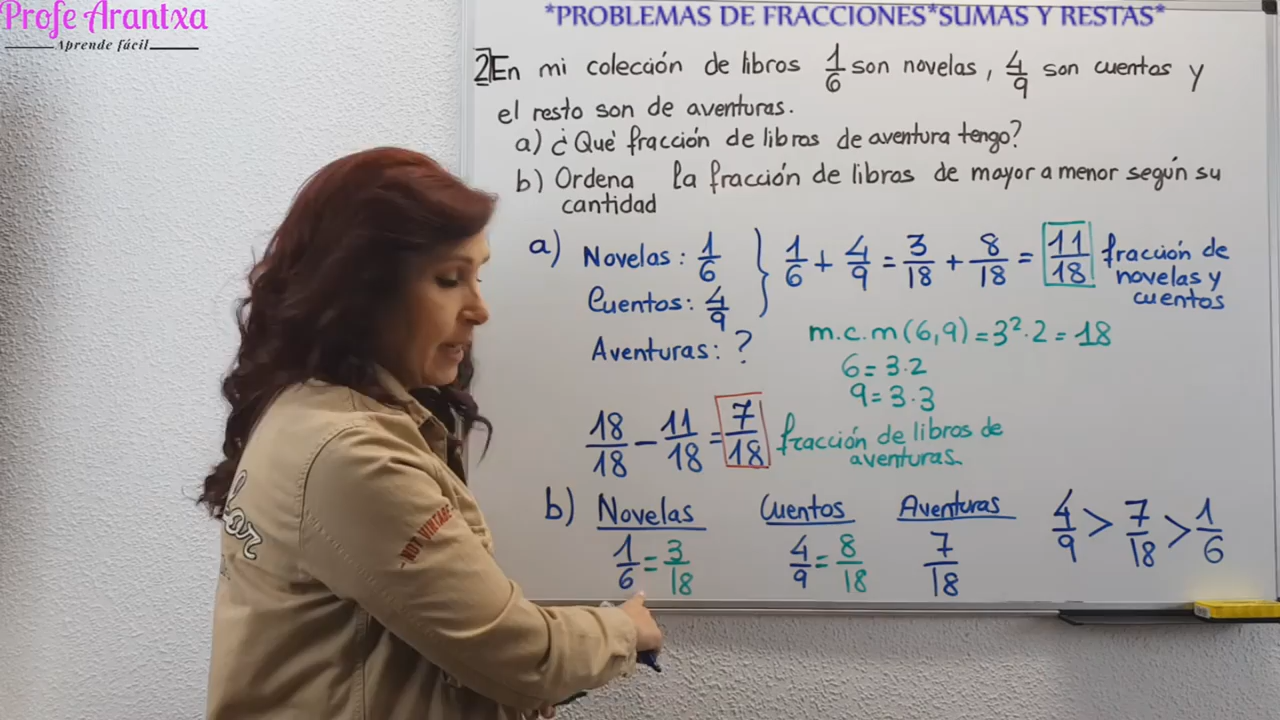 Profe Arantxa
Aprende fácil
*PROBLEMAS DE FRACCIONES*SUMAS Y RESTAS*
2 En mi colección de libros 1/6 son novelas, 4/9 son cuentos y
el resto son de aventuras.
a) ¿Qué fracción de libros de aventura tengo?
b) Ordena la fracción de libros de mayor a menor según su
cantidad
a) Novelas: 1/6 } 1/6 + 4/9 = 3/18 + 8/18 = 11/18 fracción de
novelas y
Cuentos: 4/9 cuentos
m.c.m (6,9) = 3²·2 = 18
Aventuras: ?
6 = 3·2
9 = 3·3
18/18 - 11/18 = 7/18 fracción de libros de
aventuras.
b) Novelas Cuentos Aventuras 4/9 > 7/18 > 1/6
1/6 = 3/18 4/9 = 8/18 7/18
NOT VINTAGE